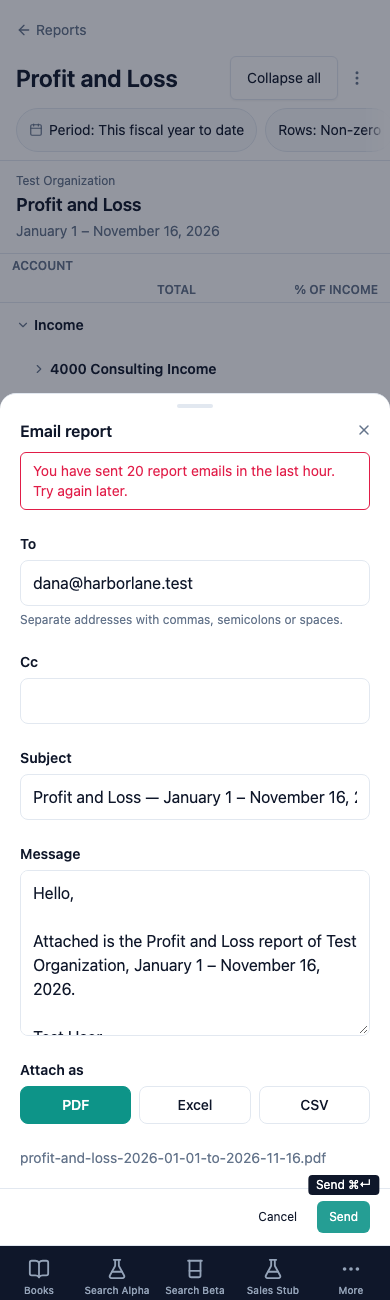 Reports
Profit and Loss
Collapse all
Period: This fiscal year to date
Rows: Non-zero
Test Organization
Profit and Loss
January 1 – November 16, 2026
ACCOUNT
TOTAL
% OF INCOME
Income
4000 Consulting Income
Email report
You have sent 20 report emails in the last hour.
Try again later.
To
dana@harborlane.test
Separate addresses with commas, semicolons or spaces.
Cc
Subject
Profit and Loss — January 1 – November 16,
Message
Hello,
Attached is the Profit and Loss report of Test
Organization, January 1 – November 16,
2026.
Test User
Attach as
PDF
Excel
CSV
profit-and-loss-2026-01-01-to-2026-11-16.pdf
Send ⌘↵
Cancel
Send
Books
Search Alpha
Search Beta
Sales Stub
More